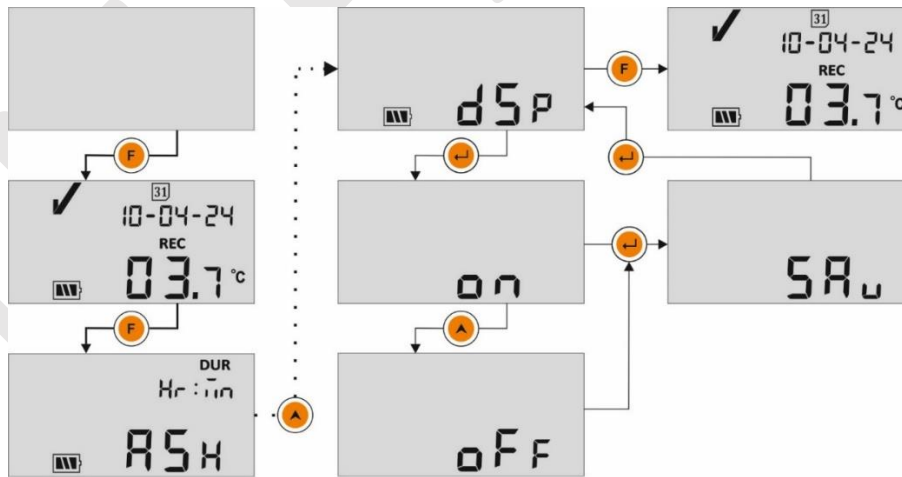 F
31
10-04-24
REC
03.7 °C
F
DUR
Hr:mn
ASH
dSP
on
oFF
F
31
10-04-24
REC
03.7 °C
SAv